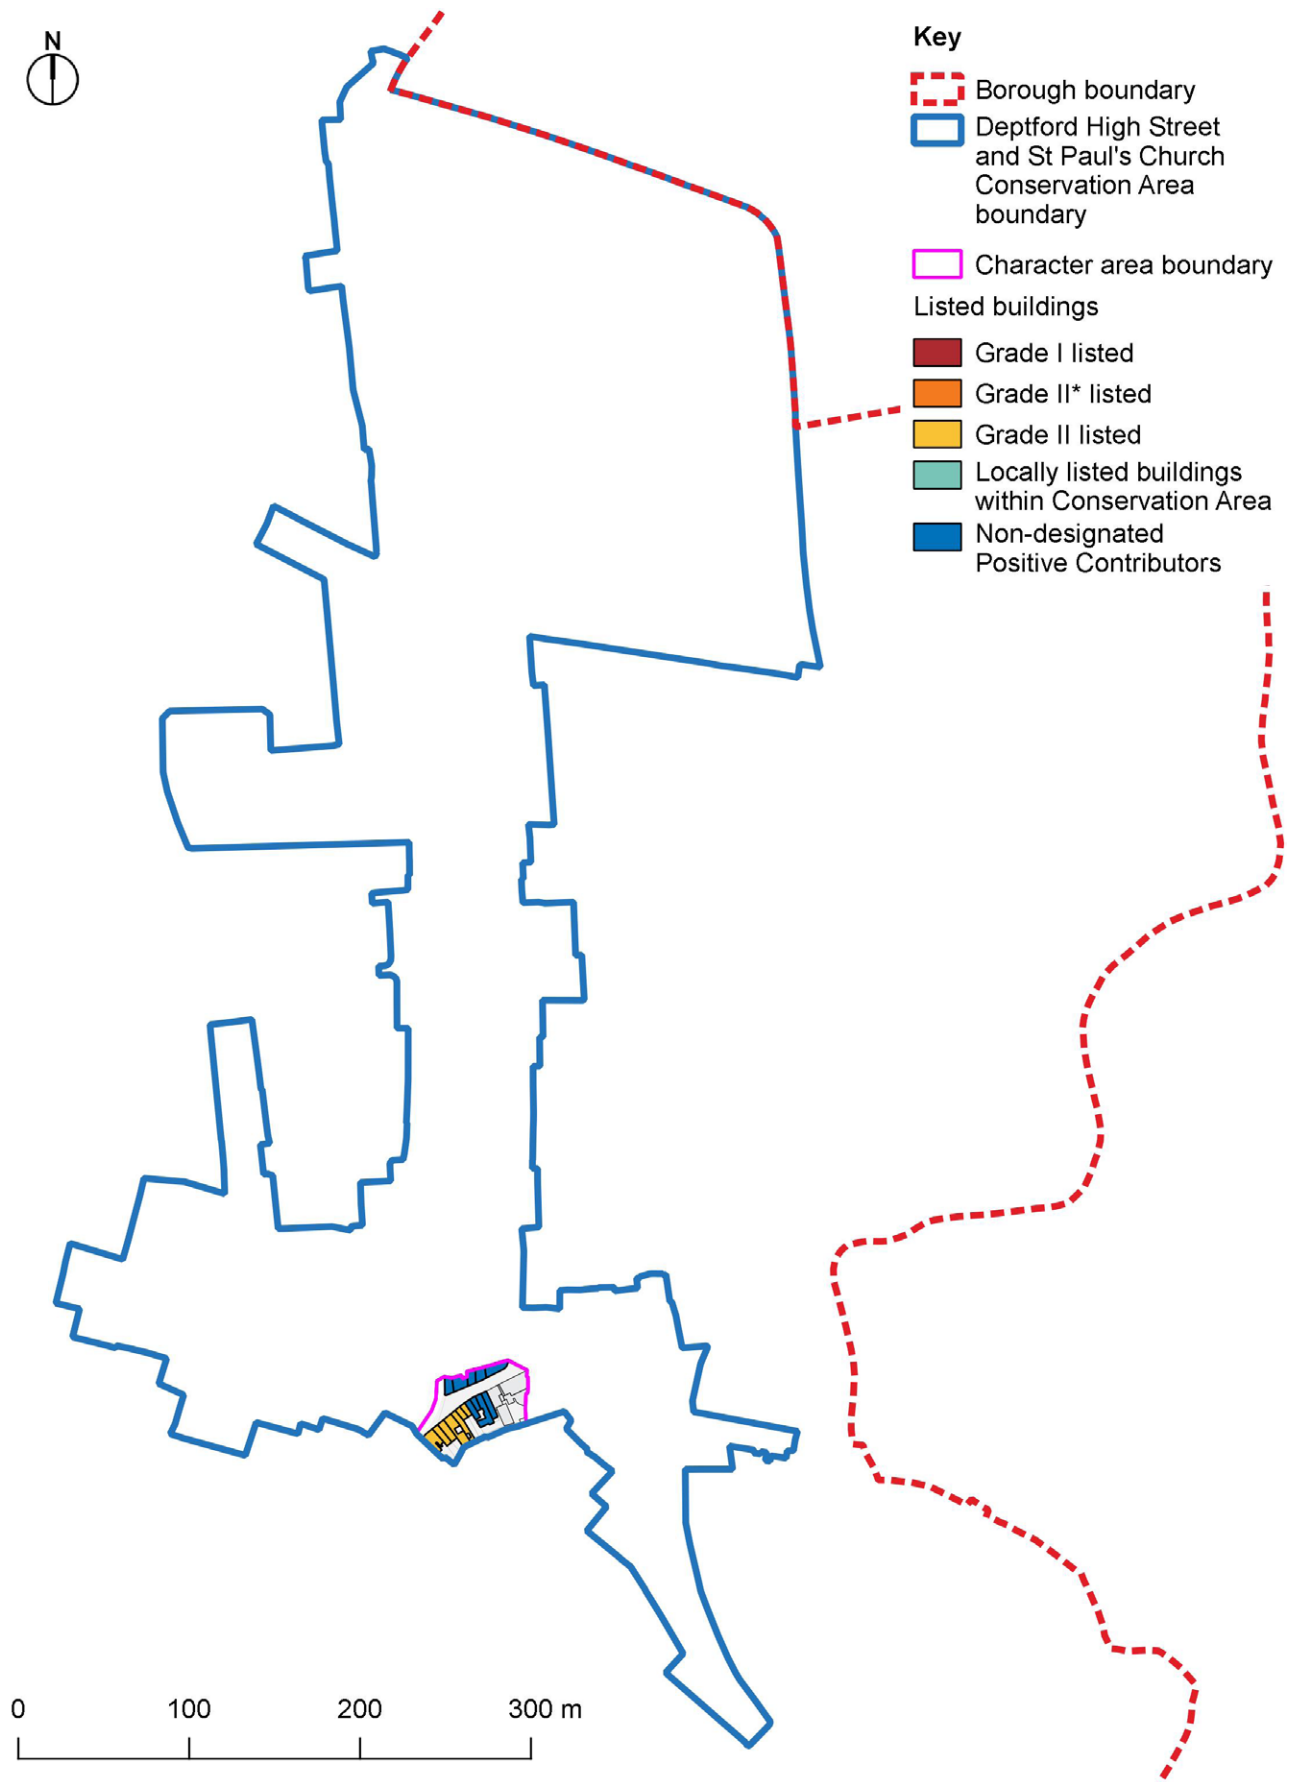 N
Key
Borough boundary
Deptford High Street
and St Paul's Church
Conservation Area
boundary
Character area boundary
Listed buildings
Grade I listed
Grade II* listed
Grade II listed
Locally listed buildings
within Conservation Area
Non-designated
Positive Contributors
0 100 200 300 m